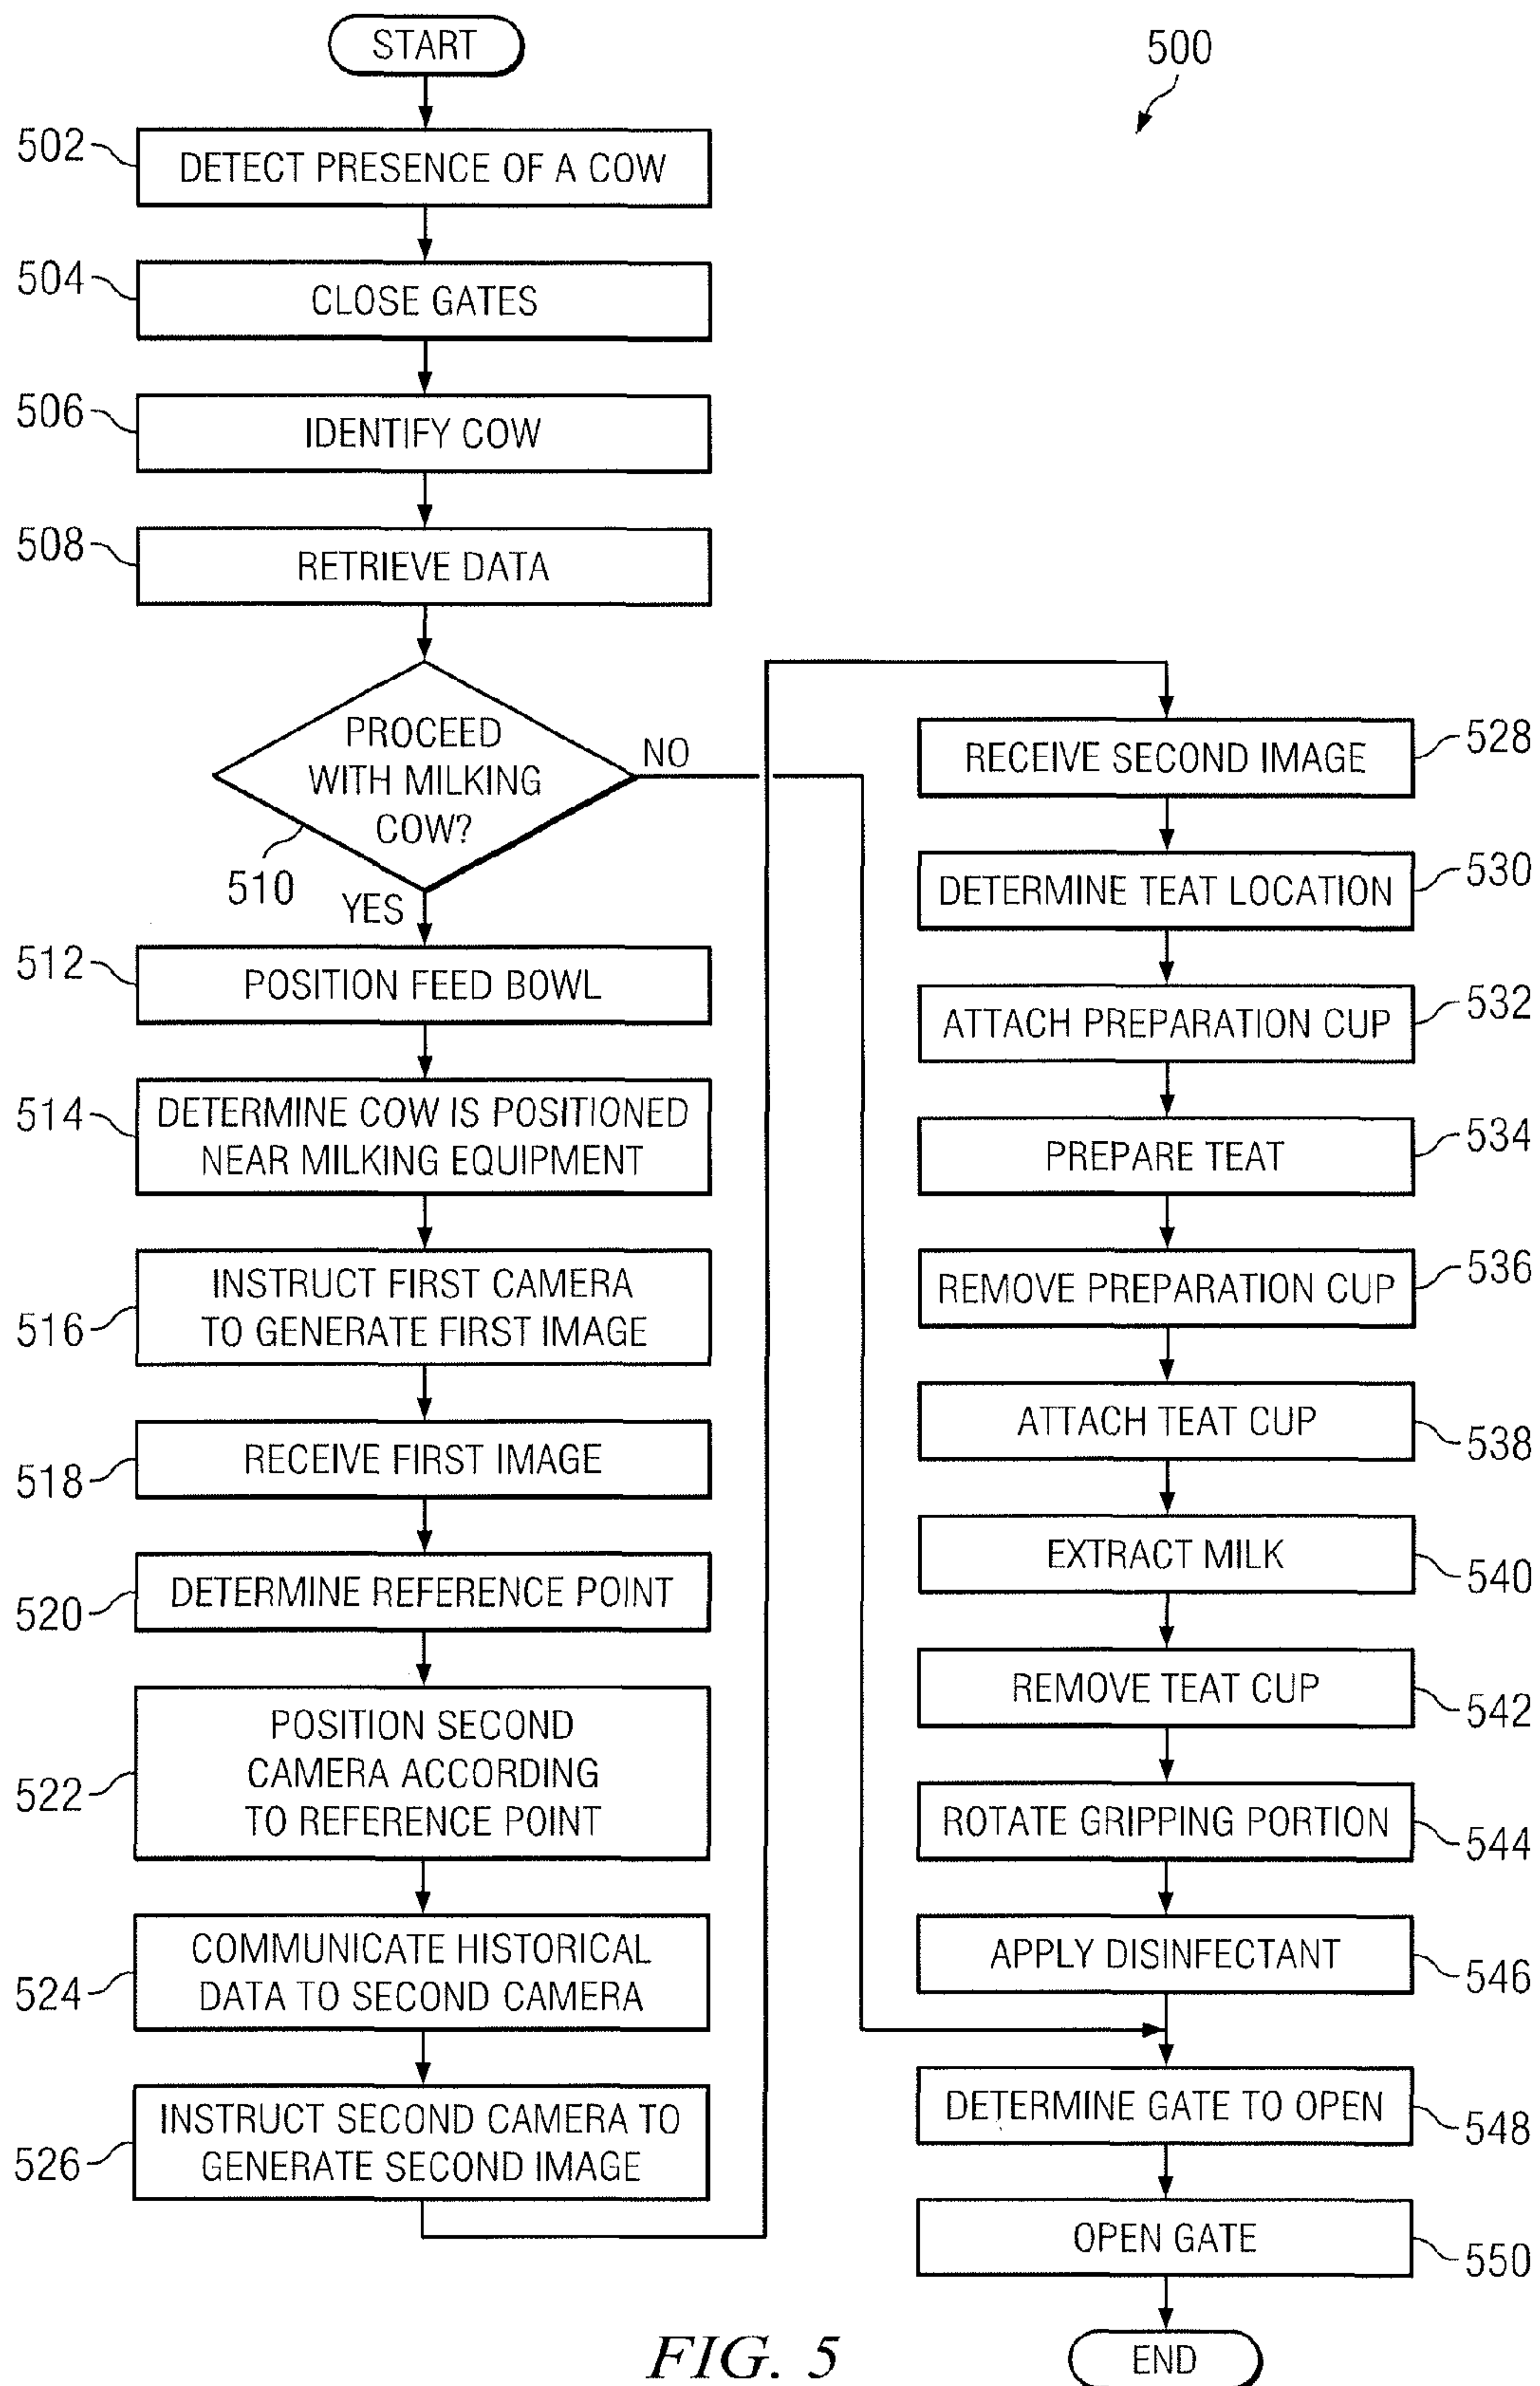 START
500
502
DETECT PRESENCE OF A COW
504
CLOSE GATES
506
IDENTIFY COW
508
RETRIEVE DATA
PROCEED
WITH MILKING
COW?
NO
510
YES
512
POSITION FEED BOWL
514
DETERMINE COW IS POSITIONED
NEAR MILKING EQUIPMENT
516
INSTRUCT FIRST CAMERA
TO GENERATE FIRST IMAGE
518
RECEIVE FIRST IMAGE
520
DETERMINE REFERENCE POINT
522
POSITION SECOND
CAMERA ACCORDING
TO REFERENCE POINT
524
COMMUNICATE HISTORICAL
DATA TO SECOND CAMERA
526
INSTRUCT SECOND CAMERA TO
GENERATE SECOND IMAGE
RECEIVE SECOND IMAGE
528
DETERMINE TEAT LOCATION
530
ATTACH PREPARATION CUP
532
PREPARE TEAT
534
REMOVE PREPARATION CUP
536
ATTACH TEAT CUP
538
EXTRACT MILK
540
REMOVE TEAT CUP
542
ROTATE GRIPPING PORTION
544
APPLY DISINFECTANT
546
DETERMINE GATE TO OPEN
548
OPEN GATE
550
END
FIG. 5